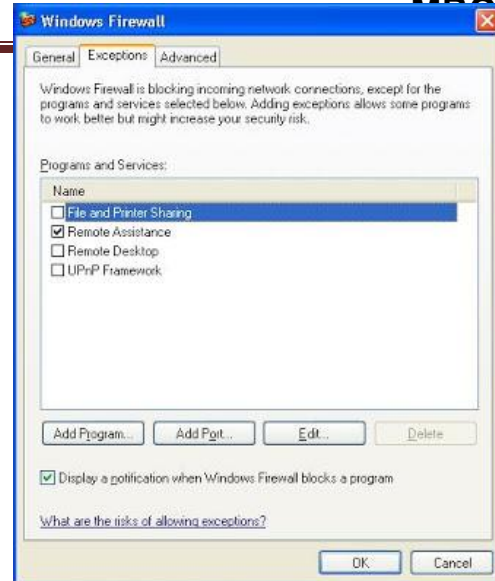 Windows Firewall
General Exceptions Advanced
Windows Firewall is blocking incoming network connections, except for the
programs and services selected below. Adding exceptions allows some programs
to work better but might increase your security risk.
Programs and Services:
Name
File and Printer Sharing
Remote Assistance
Remote Desktop
UPnP Framework
Add Program... Add Port... Edit... Delete
Display a notification when Windows Firewall blocks a program
What are the risks of allowing exceptions?
OK Cancel